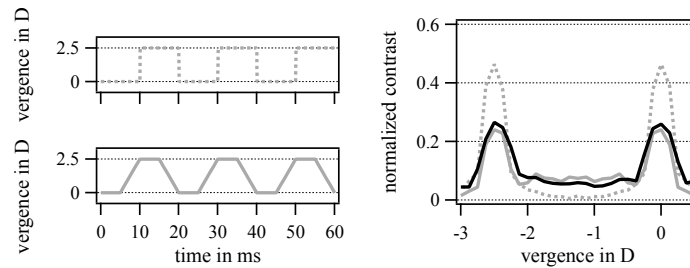 vergence in D
2.5
0
vergence in D
2.5
0
0 10 20 30 40 50 60
time in ms
normalized contrast
0.6
0.4
0.2
0
-3 -2 -1 0
vergence in D